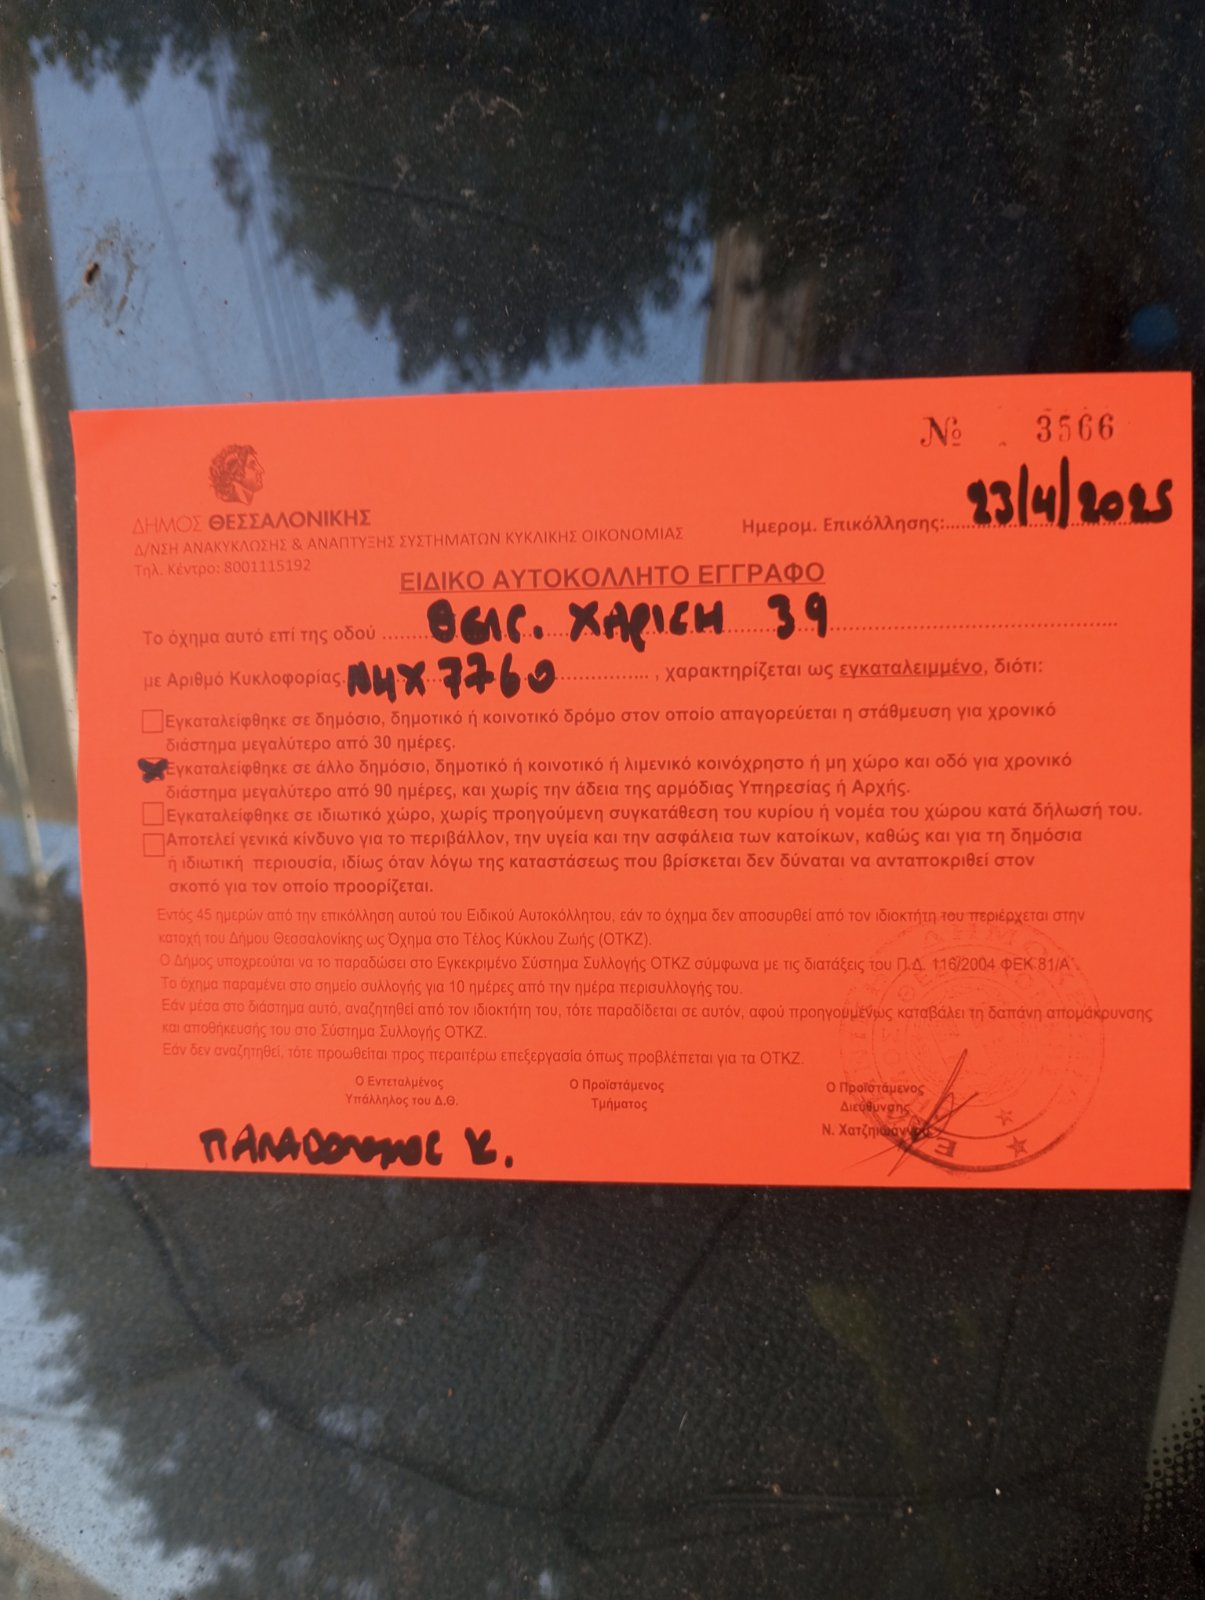 Νο 3566
ΔΗΜΟΣ ΘΕΣΣΑΛΟΝΙΚΗΣ
Δ/ΝΣΗ ΑΝΑΚΥΚΛΩΣΗΣ & ΑΝΑΠΤΥΞΗΣ ΣΥΣΤΗΜΑΤΩΝ ΚΥΚΛΙΚΗΣ ΟΙΚΟΝΟΜΙΑΣ
Τηλ. Κέντρο: 8001115192
Ημερομ. Επικόλλησης: 23/4/2025
ΕΙΔΙΚΟ ΑΥΤΟΚΟΛΛΗΤΟ ΕΓΓΡΑΦΟ
Το όχημα αυτό επί της οδού ΘΕΑΓ. ΧΑΡΙΣΗ 39
με Αριθμό Κυκλοφορίας. ΝΗΧ 7760 , χαρακτηρίζεται ως εγκαταλειμμένο, διότι:
Εγκαταλείφθηκε σε δημόσιο, δημοτικό ή κοινοτικό δρόμο στον οποίο απαγορεύεται η στάθμευση για χρονικό
διάστημα μεγαλύτερο από 30 ημέρες.
Εγκαταλείφθηκε σε άλλο δημόσιο, δημοτικό ή κοινοτικό ή λιμενικό κοινόχρηστο ή μη χώρο και οδό για χρονικό
διάστημα μεγαλύτερο από 90 ημέρες, και χωρίς την άδεια της αρμόδιας Υπηρεσίας ή Αρχής.
Εγκαταλείφθηκε σε ιδιωτικό χώρο, χωρίς προηγούμενη συγκατάθεση του κυρίου ή νομέα του χώρου κατά δήλωσή του.
Αποτελεί γενικά κίνδυνο για το περιβάλλον, την υγεία και την ασφάλεια των κατοίκων, καθώς και για τη δημόσια
ή ιδιωτική περιουσία, ιδίως όταν λόγω της καταστάσεως που βρίσκεται δεν δύναται να ανταποκριθεί στον
σκοπό για τον οποίο προορίζεται.
Εντός 45 ημερών από την επικόλληση αυτού του Ειδικού Αυτοκόλλητου, εάν το όχημα δεν αποσυρθεί από τον ιδιοκτήτη του περιέρχεται στην
κατοχή του Δήμου Θεσσαλονίκης ως Όχημα στο Τέλος Κύκλου Ζωής (ΟΤΚΖ).
Ο Δήμος υποχρεούται να το παραδώσει στο Εγκεκριμένο Σύστημα Συλλογής ΟΤΚΖ σύμφωνα με τις διατάξεις του Π.Δ. 116/2004 ΦΕΚ 81/Α΄
Το όχημα παραμένει στο σημείο συλλογής για 10 ημέρες από την ημέρα περισυλλογής του.
Εάν μέσα στο διάστημα αυτό, αναζητηθεί από τον ιδιοκτήτη του, τότε παραδίδεται σε αυτόν, αφού προηγουμένως καταβάλει τη δαπάνη απομάκρυνσης
και αποθήκευσής του στο Σύστημα Συλλογής ΟΤΚΖ.
Εάν δεν αναζητηθεί, τότε προωθείται προς περαιτέρω επεξεργασία όπως προβλέπεται για τα ΟΤΚΖ.
Ο Εντεταλμένος Ο Προϊστάμενος Ο Προϊστάμενος
Υπάλληλος του Δ.Θ. Τμήματος Διεύθυνσης
Ν. Χατζηιωάννου
Κ.